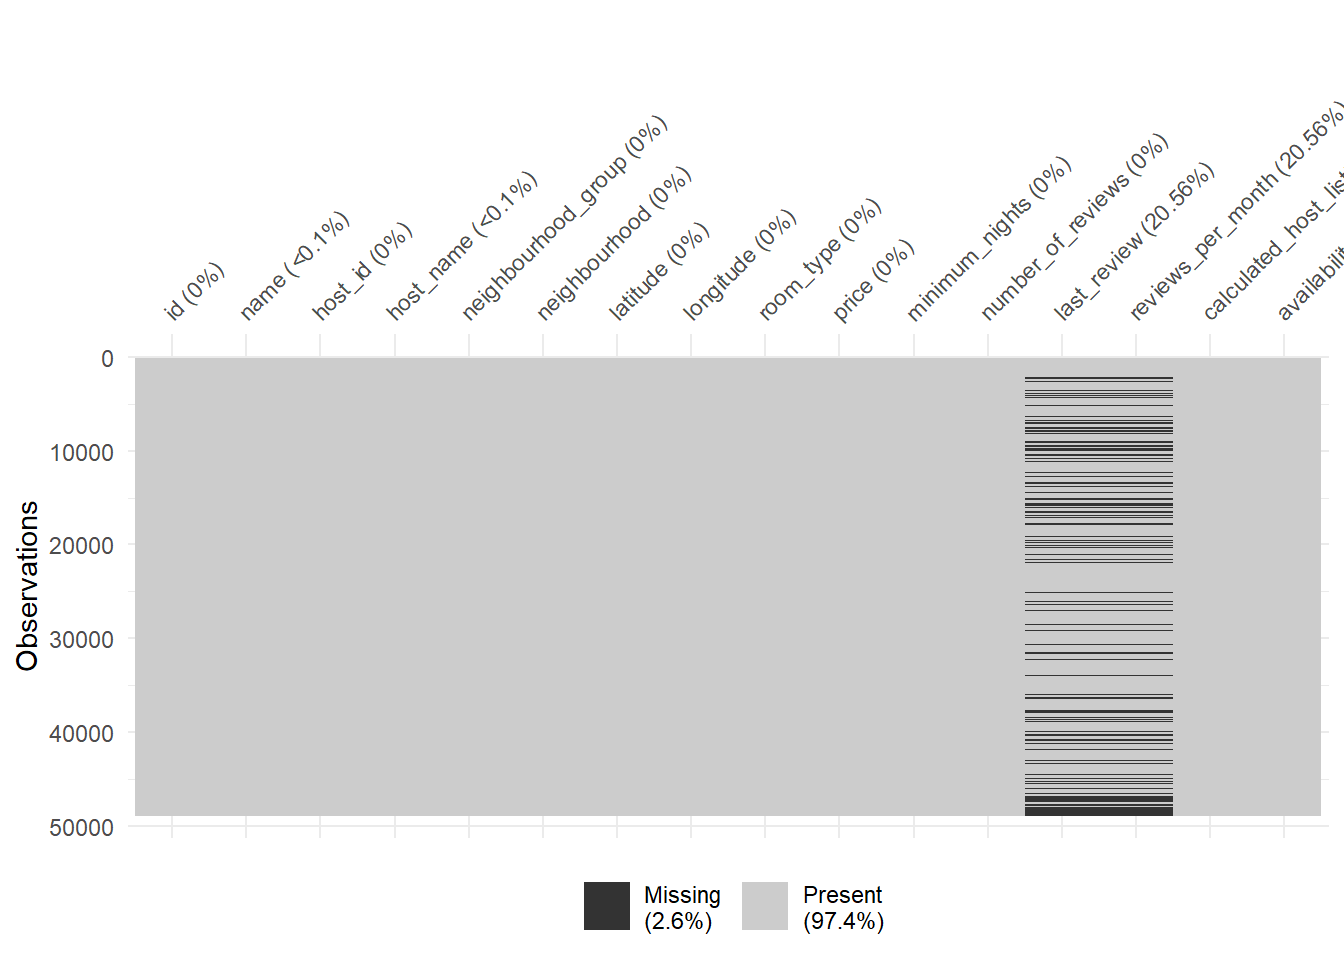 id (0%)
name (<0.1%)
host_id (0%)
host_name (<0.1%)
neighbourhood_group (0%)
neighbourhood (0%)
latitude (0%)
longitude (0%)
room_type (0%)
price (0%)
minimum_nights (0%)
number_of_reviews (0%)
last_review (20.56%)
reviews_per_month (20.56%)
calculated_host_list
availability
0
10000
20000
30000
40000
50000
Observations
Missing
(2.6%)
Present
(97.4%)